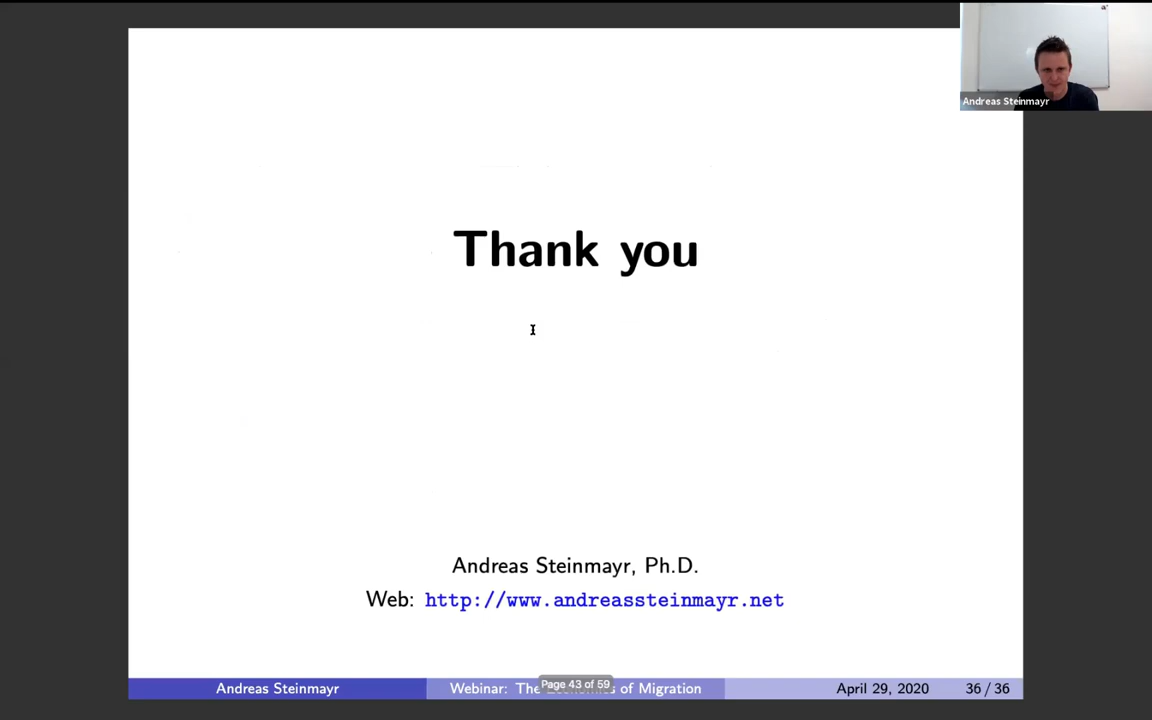 Andreas Steinmayr
Thank you
Andreas Steinmayr, Ph.D.
Web: http://www.andreassteinmayr.net
Andreas Steinmayr
Webinar: The
of Migration
Page 43 of 59
April 29, 2020
36 / 36